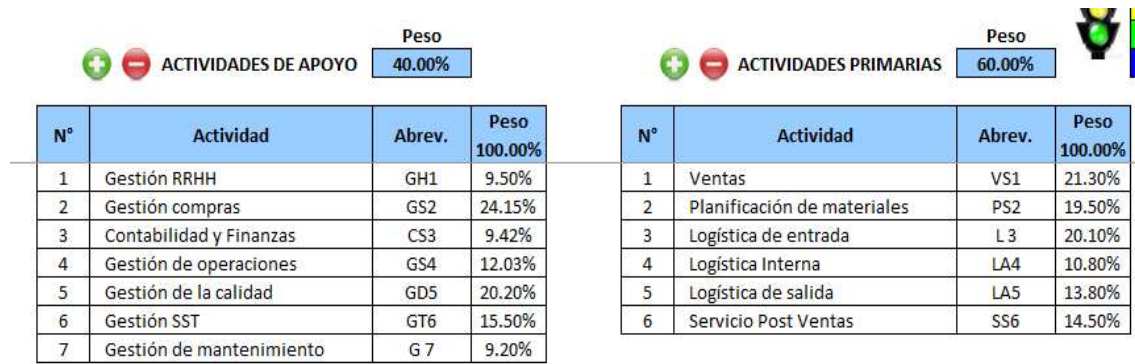 Peso
ACTIVIDADES DE APOYO 40.00%
N° Actividad Abrev. Peso 100.00%
1 Gestión RRHH GH1 9.50%
2 Gestión compras GS2 24.15%
3 Contabilidad y Finanzas CS3 9.42%
4 Gestión de operaciones GS4 12.03%
5 Gestión de la calidad GD5 20.20%
6 Gestión SST GT6 15.50%
7 Gestión de mantenimiento G 7 9.20%
Peso
ACTIVIDADES PRIMARIAS 60.00%
N° Actividad Abrev. Peso 100.00%
1 Ventas VS1 21.30%
2 Planificación de materiales PS2 19.50%
3 Logística de entrada L 3 20.10%
4 Logística Interna LA4 10.80%
5 Logística de salida LA5 13.80%
6 Servicio Post Ventas SS6 14.50%